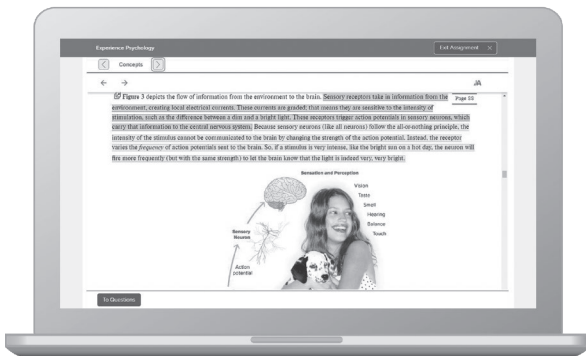 Experience Psychology
Exit Assignment ×
Concepts
Figure 3 depicts the flow of information from the environment to the brain. Sensory receptors take in information from the
Page 88
environment, creating local electrical currents. These currents are graded; that means they are sensitive to the intensity of
stimulation, such as the difference between a dim and a bright light. These receptors trigger action potentials in sensory neurons, which
carry that information to the central nervous system. Because sensory neurons (like all neurons) follow the all-or-nothing principle, the
intensity of the stimulus cannot be communicated to the brain by changing the strength of the action potential. Instead, the receptor
varies the frequency of action potentials sent to the brain. So, if a stimulus is very intense, like the bright sun on a hot day, the neuron will
fire more frequently (but with the same strength) to let the brain know that the light is indeed very, very bright.
Sensation and Perception
Vision
Taste
Smell
Hearing
Balance
Touch
Sensory
Neuron
Action
potential
To Questions